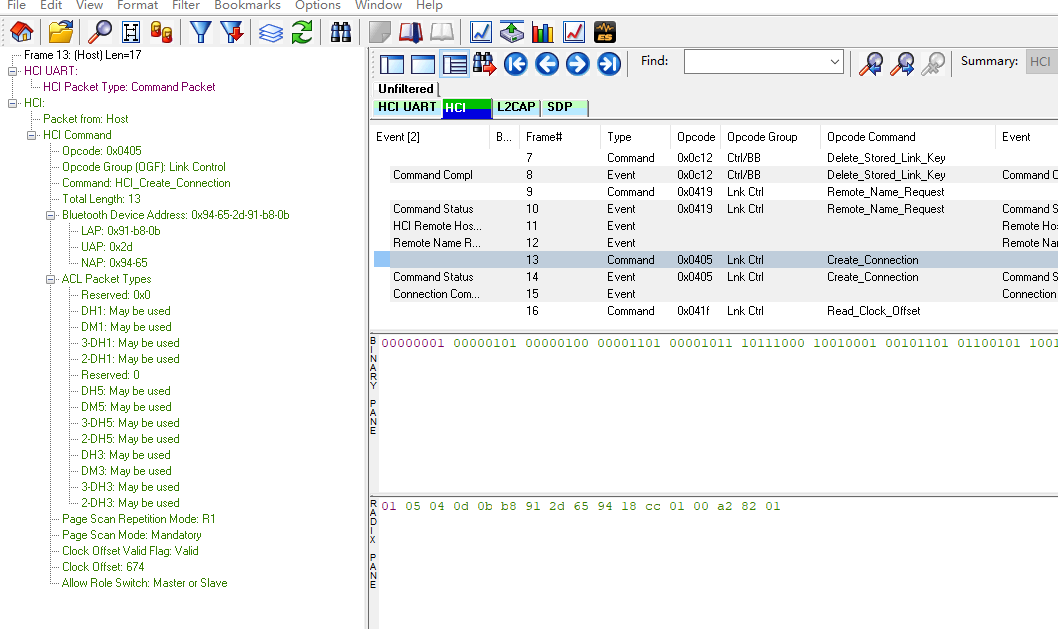 File Edit View Format Filter Bookmarks Options Window Help
Frame 13: (Host) Len=17
HCI UART:
HCI Packet Type: Command Packet
HCI:
Packet from: Host
HCI Command
Opcode: 0x0405
Opcode Group (OGF): Link Control
Command: HCI_Create_Connection
Total Length: 13
Bluetooth Device Address: 0x94-65-2d-91-b8-0b
LAP: 0x91-b8-0b
UAP: 0x2d
NAP: 0x94-65
ACL Packet Types
Reserved: 0x0
DH1: May be used
DM1: May be used
3-DH1: May be used
2-DH1: May be used
Reserved: 0
DH5: May be used
DM5: May be used
3-DH5: May be used
2-DH5: May be used
DH3: May be used
DM3: May be used
3-DH3: May be used
2-DH3: May be used
Page Scan Repetition Mode: R1
Page Scan Mode: Mandatory
Clock Offset Valid Flag: Valid
Clock Offset: 674
Allow Role Switch: Master or Slave
Find: Summary: HCI
Unfiltered
HCI UART HCI L2CAP SDP
Event [2] B... Frame# Type Opcode Opcode Group Opcode Command Event
7 Command 0x0c12 Ctrl/BB Delete_Stored_Link_Key
Command Compl 8 Event 0x0c12 Ctrl/BB Delete_Stored_Link_Key Command C
9 Command 0x0419 Lnk Ctrl Remote_Name_Request
Command Status 10 Event 0x0419 Lnk Ctrl Remote_Name_Request Command S
HCI Remote Hos... 11 Event Remote Hos
Remote Name R... 12 Event Remote Na
13 Command 0x0405 Lnk Ctrl Create_Connection
Command Status 14 Event 0x0405 Lnk Ctrl Create_Connection Command S
Connection Com... 15 Event Connection
16 Command 0x041f Lnk Ctrl Read_Clock_Offset
BINARY PANE
00000001 00000101 00000100 00001101 00001011 10111000 10010001 00101101 01100101 1001
RADIX PANE
01 05 04 0d 0b b8 91 2d 65 94 18 cc 01 00 a2 82 01